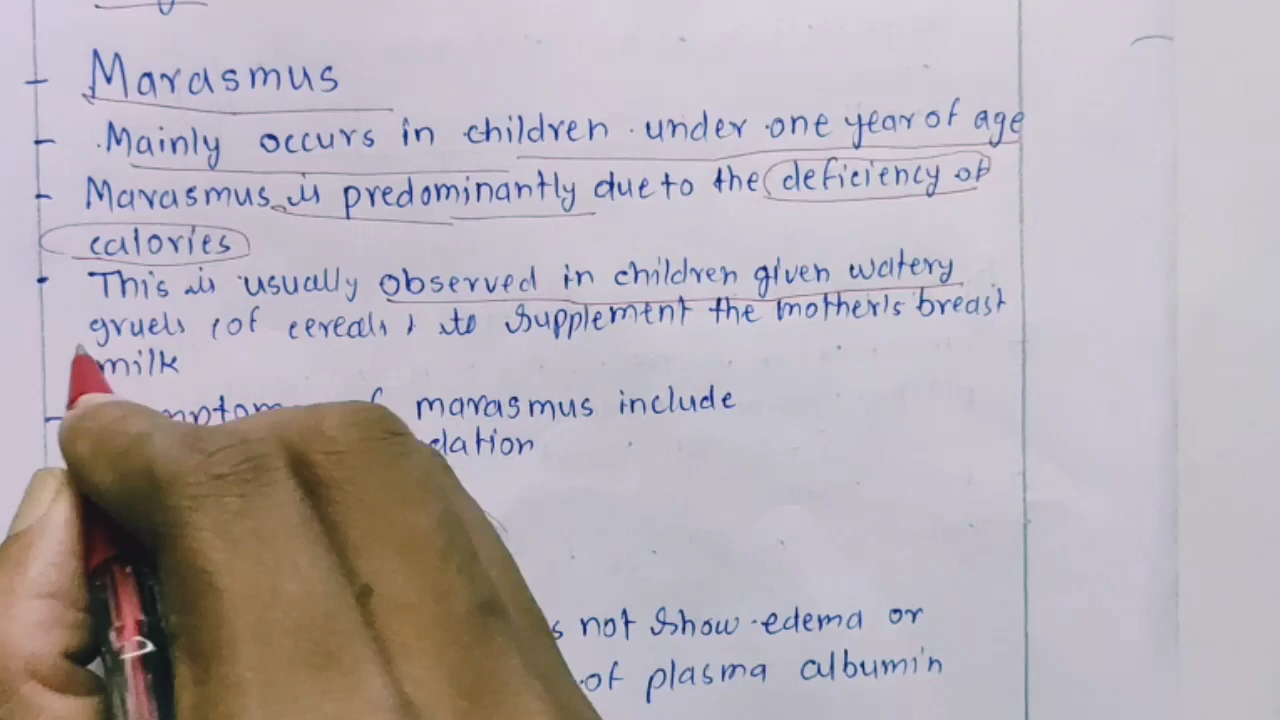 Marasmus
Mainly occurs in children under one year of age
Marasmus is predominantly due to the deficiency of
calories
This is usually observed in children given watery
gruels (of cereals) to supplement the mother's breast
milk
marasmus include
not show edema or
of plasma albumin